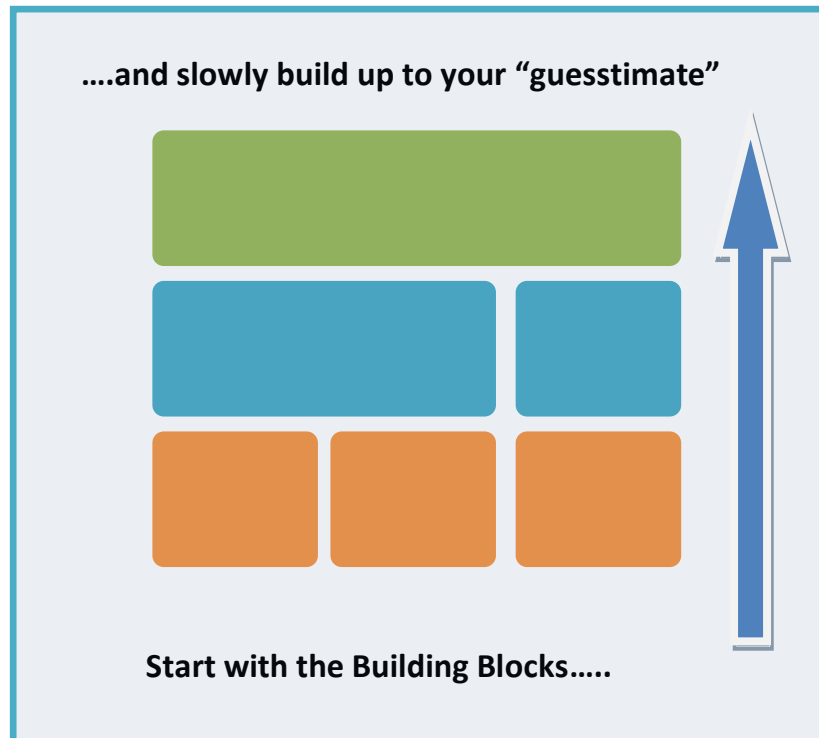 ….and slowly build up to your “guesstimate”
Start with the Building Blocks…..